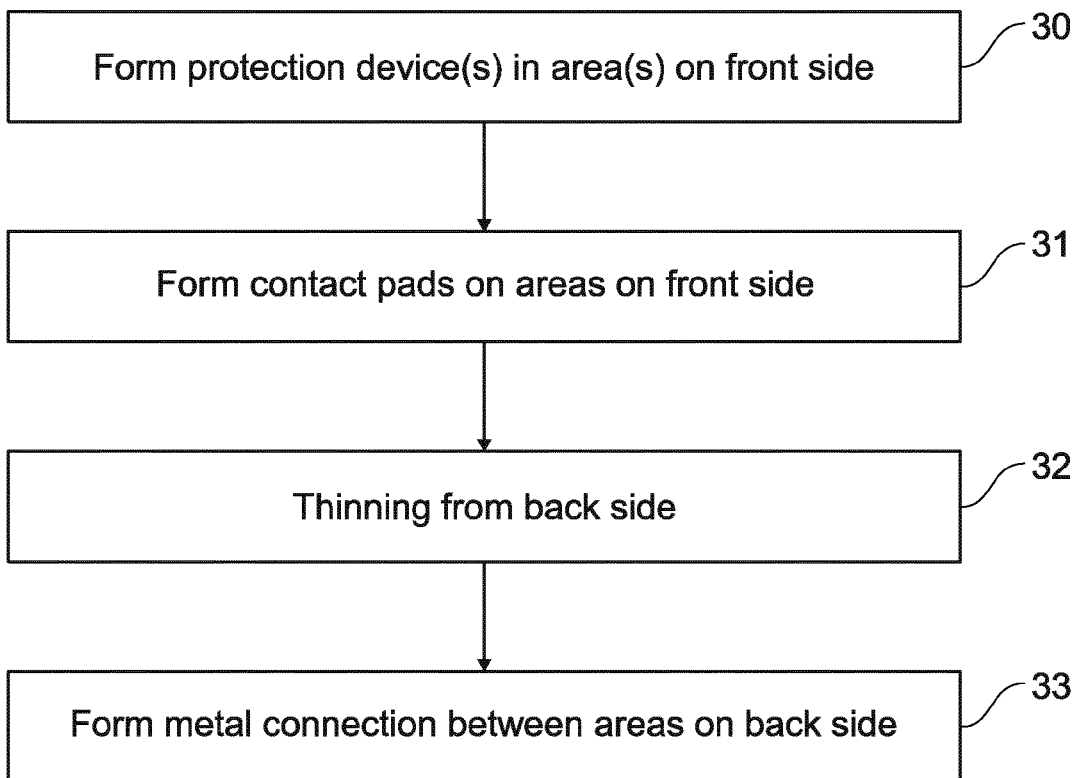 30
Form protection device(s) in area(s) on front side
31
Form contact pads on areas on front side
32
Thinning from back side
33
Form metal connection between areas on back side